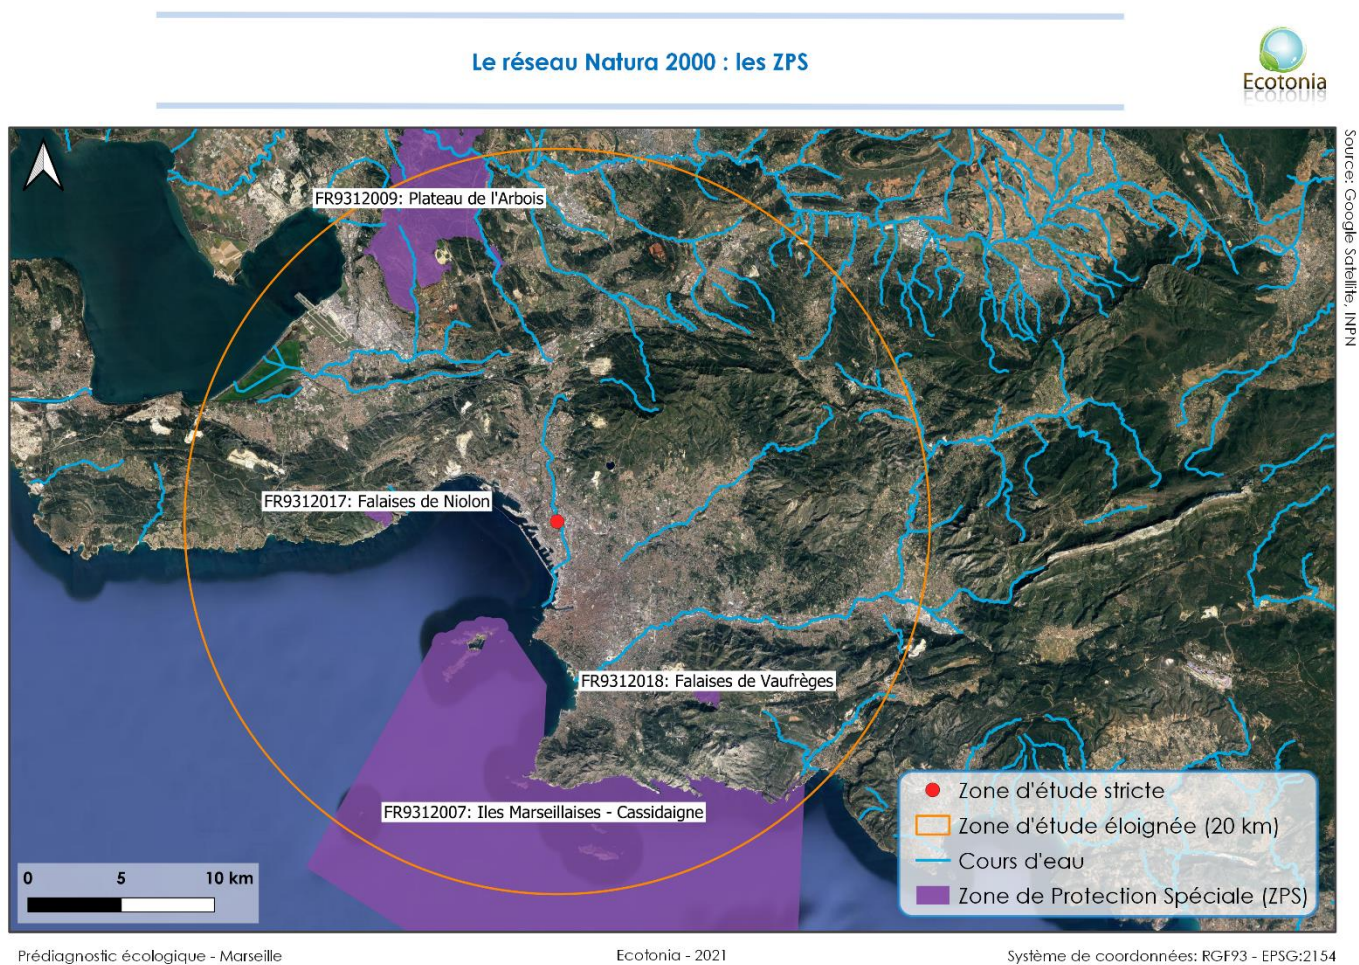 Le réseau Natura 2000 : les ZPS
Ecotonia
FR9312009: Plateau de l'Arbois
FR9312017: Falaises de Niolon
FR9312018: Falaises de Vaufrèges
FR9312007: Iles Marseillaises - Cassidaigne
Zone d'étude stricte
Zone d'étude éloignée (20 km)
Cours d'eau
Zone de Protection Spéciale (ZPS)
0 5 10 km
Source: Google Satellite, INPN
Prédiagnostic écologique - Marseille
Ecotonia - 2021
Système de coordonnées: RGF93 - EPSG:2154